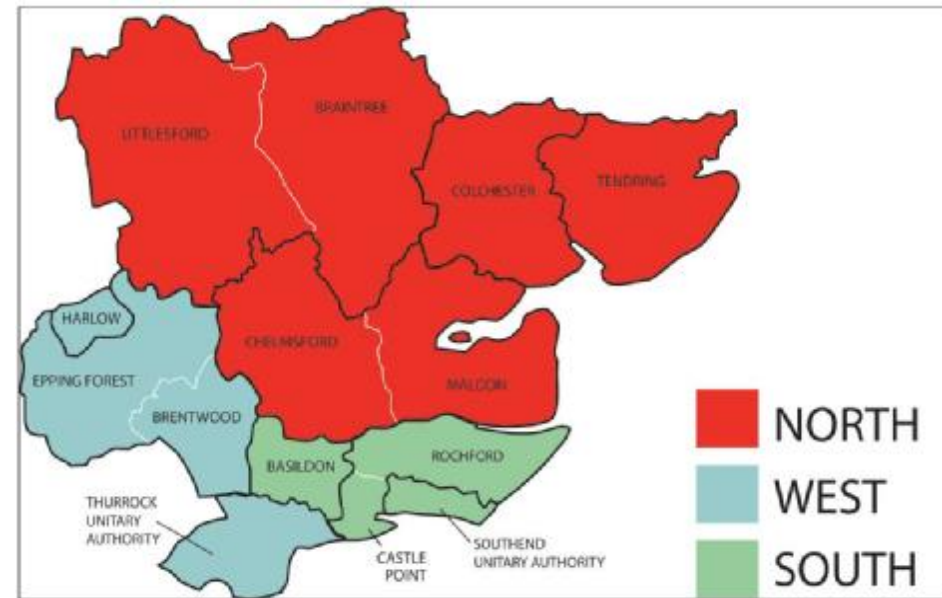 BRAINTREE
UTTLESFORD
COLCHESTER
TENDRING
HARLOW
CHELMSFORD
EPPING FOREST
MALDON
BRENTWOOD
NORTH
BASILDON
ROCHFORD
WEST
THURROCK
UNITARY
AUTHORITY
CASTLE
POINT
SOUTHEND
UNITARY AUTHORITY
SOUTH